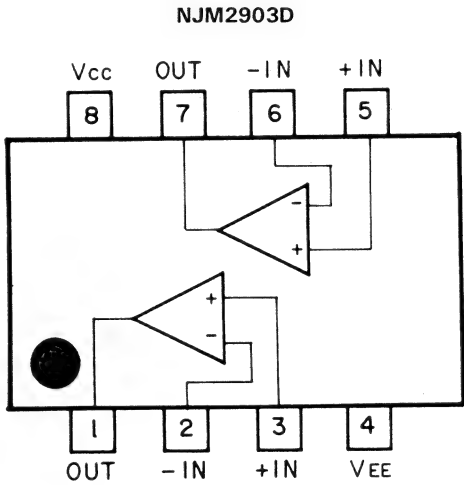 NJM2903D
Vcc OUT -IN +IN
8 7 6 5
-
+
+
-
1 2 3 4
OUT -IN +IN VEE